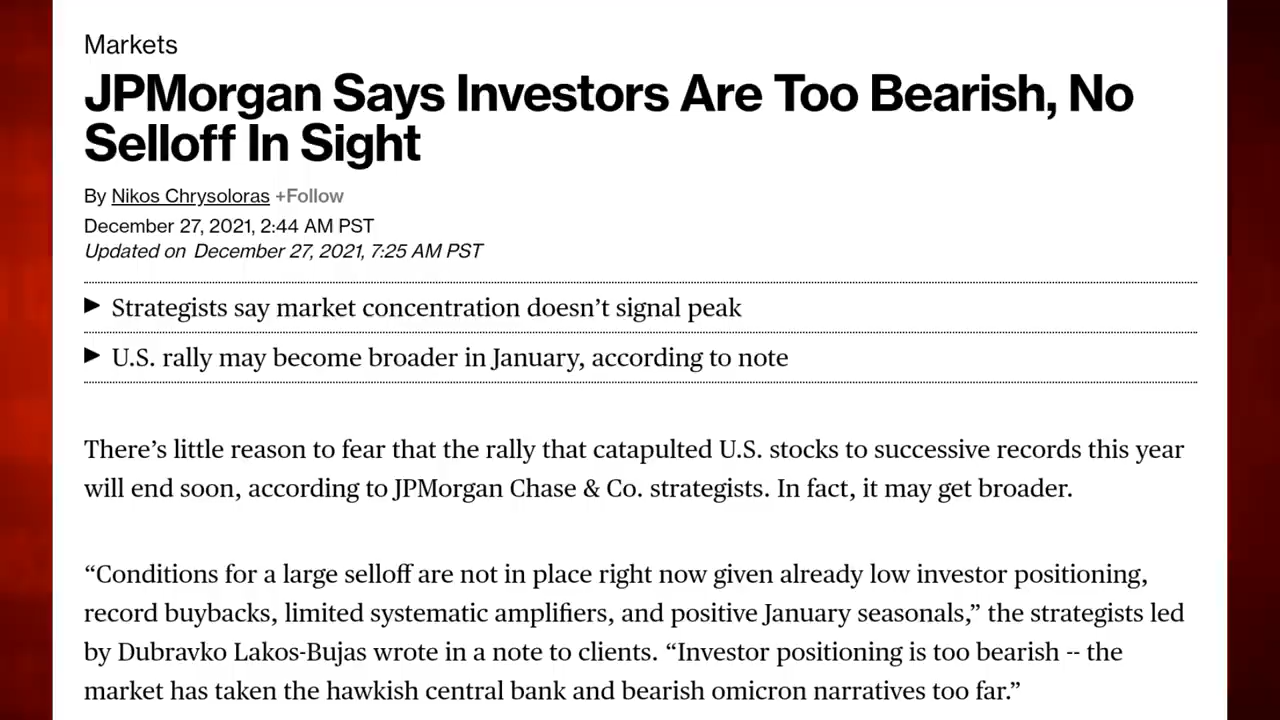 Markets
JPMorgan Says Investors Are Too Bearish, No
Selloff In Sight
By Nikos Chrysoloras +Follow
December 27, 2021, 2:44 AM PST
Updated on December 27, 2021, 7:25 AM PST
▶ Strategists say market concentration doesn’t signal peak
▶ U.S. rally may become broader in January, according to note
There’s little reason to fear that the rally that catapulted U.S. stocks to successive records this year
will end soon, according to JPMorgan Chase & Co. strategists. In fact, it may get broader.
“Conditions for a large selloff are not in place right now given already low investor positioning,
record buybacks, limited systematic amplifiers, and positive January seasonals,” the strategists led
by Dubravko Lakos-Bujas wrote in a note to clients. “Investor positioning is too bearish -- the
market has taken the hawkish central bank and bearish omicron narratives too far.”